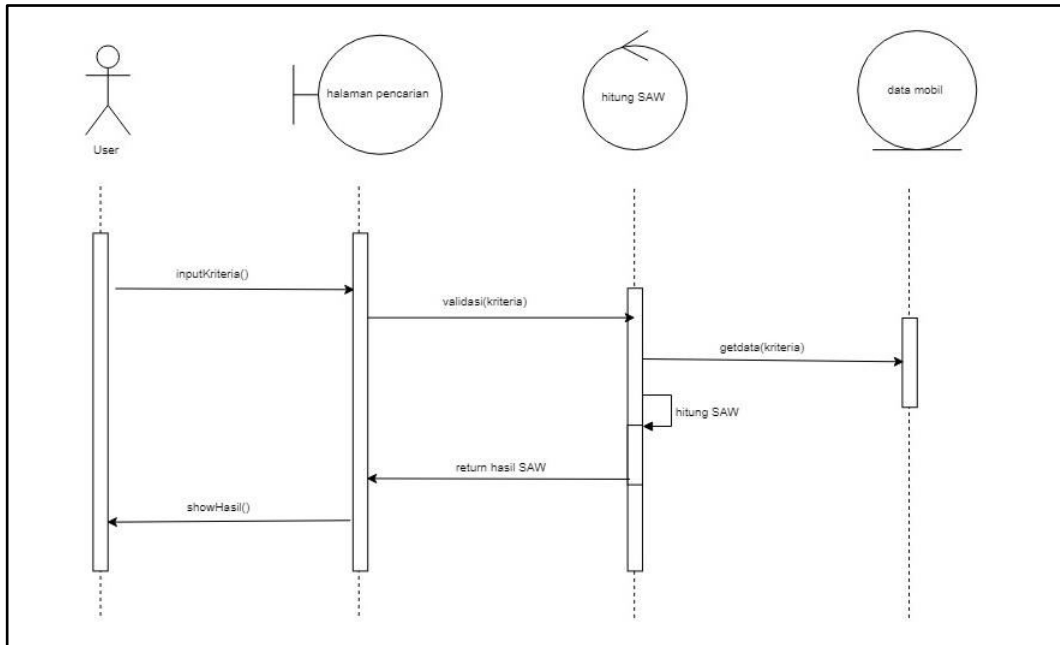 halaman pencarian
hitung SAW
data mobil
User
inputKriteria()
validasi(kriteria)
getdata(kriteria)
hitung SAW
return hasil SAW
showHasil()